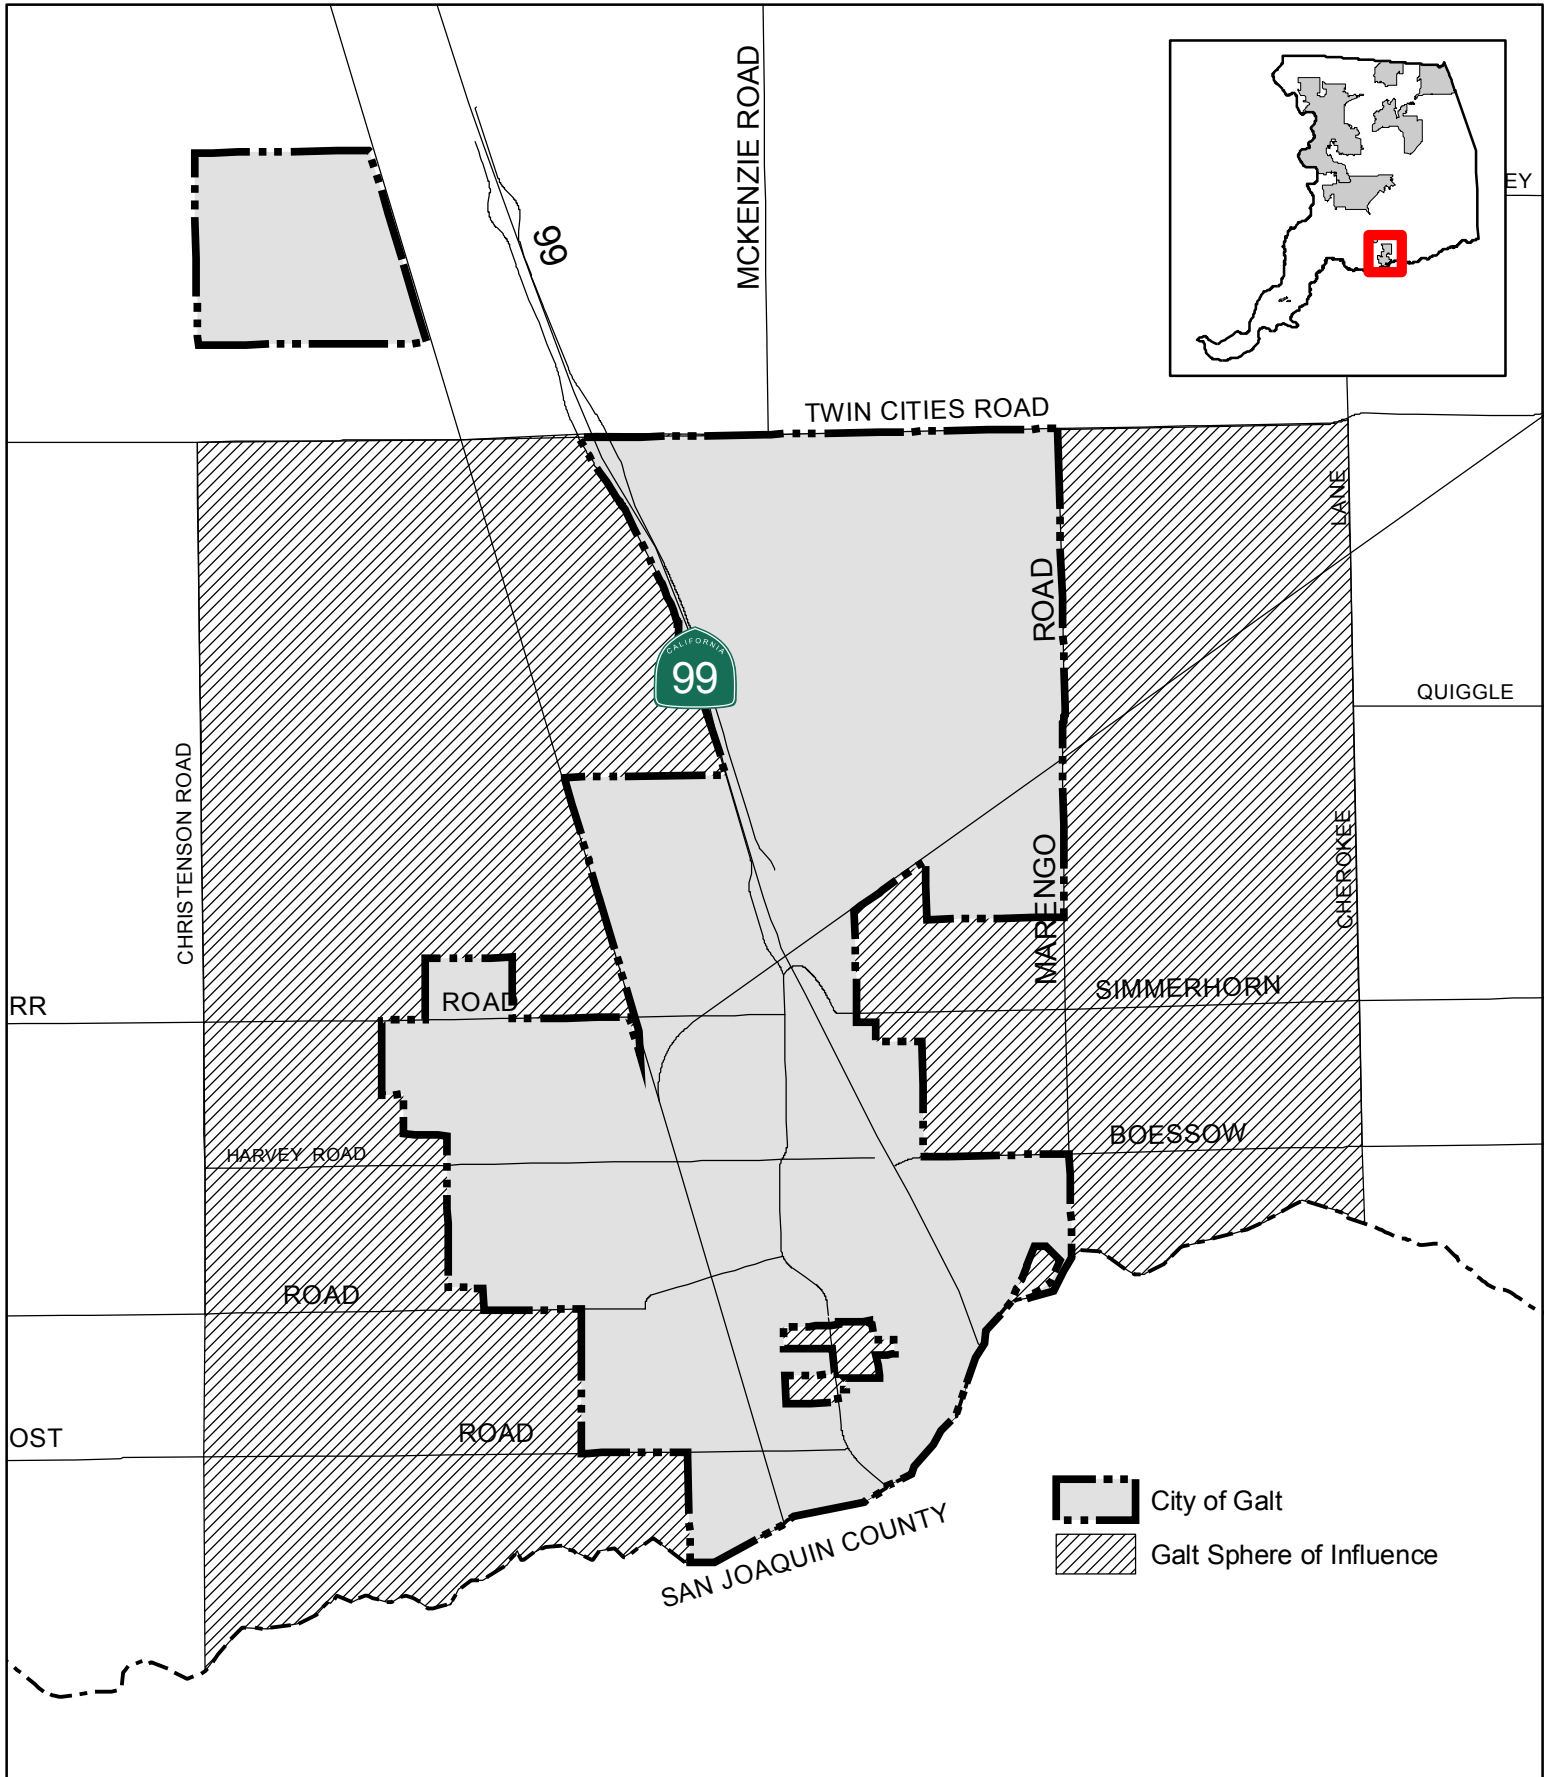 MCKENZIE ROAD
EY
99
TWIN CITIES ROAD
LANE
ROAD
CALIFORNIA
99
QUIGGLE
CHRISTENSON ROAD
CHEROKEE
MARENGO
SIMMERHORN
RR
ROAD
BOESSOW
HARVEY ROAD
ROAD
OST
ROAD
SAN JOAQUIN COUNTY
City of Galt
Galt Sphere of Influence